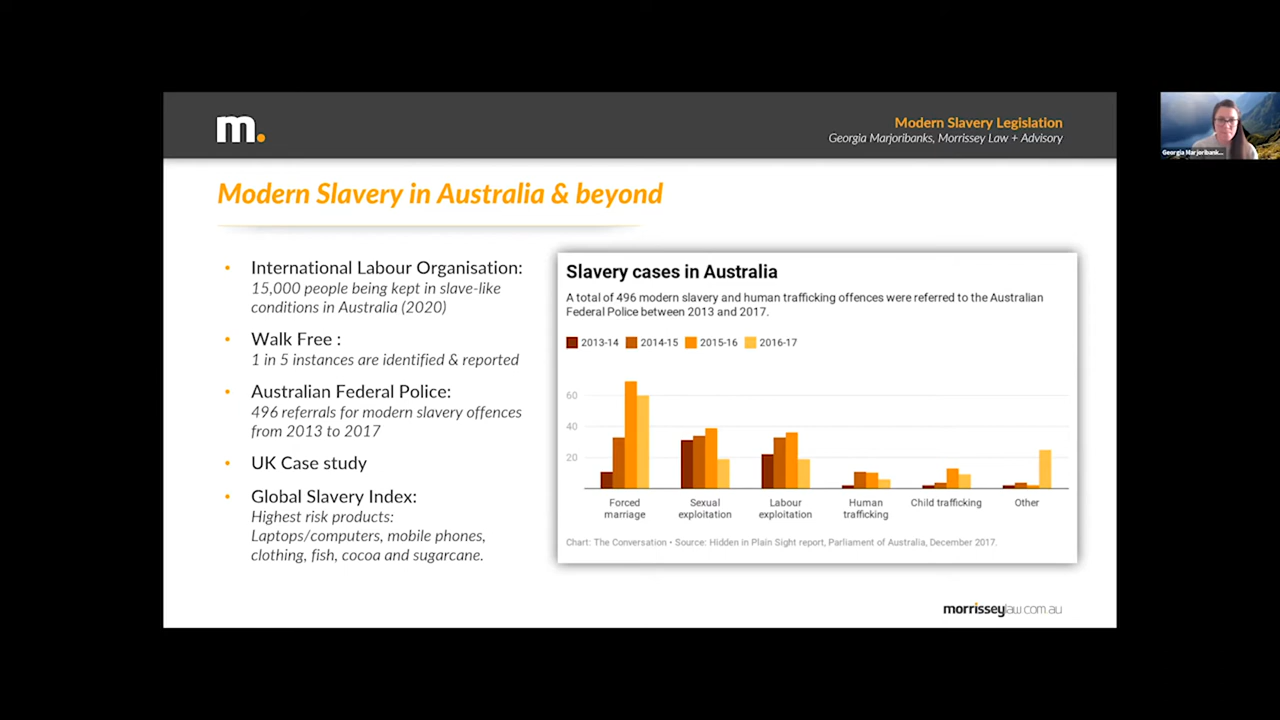 m.
Modern Slavery Legislation
Georgia Marjoribanks, Morrissey Law + Advisory
Georgia Marjoribank...
Modern Slavery in Australia & beyond
• International Labour Organisation:
15,000 people being kept in slave-like
conditions in Australia (2020)
• Walk Free :
1 in 5 instances are identified & reported
• Australian Federal Police:
496 referrals for modern slavery offences
from 2013 to 2017
• UK Case study
• Global Slavery Index:
Highest risk products:
Laptops/computers, mobile phones,
clothing, fish, cocoa and sugarcane.
Slavery cases in Australia
A total of 496 modern slavery and human trafficking offences were referred to the Australian
Federal Police between 2013 and 2017.
2013-14 2014-15 2015-16 2016-17
60
40
20
Forced marriage
Sexual exploitation
Labour exploitation
Human trafficking
Child trafficking
Other
Chart: The Conversation • Source: Hidden in Plain Sight report, Parliament of Australia, December 2017.
morrisseylaw.com.au